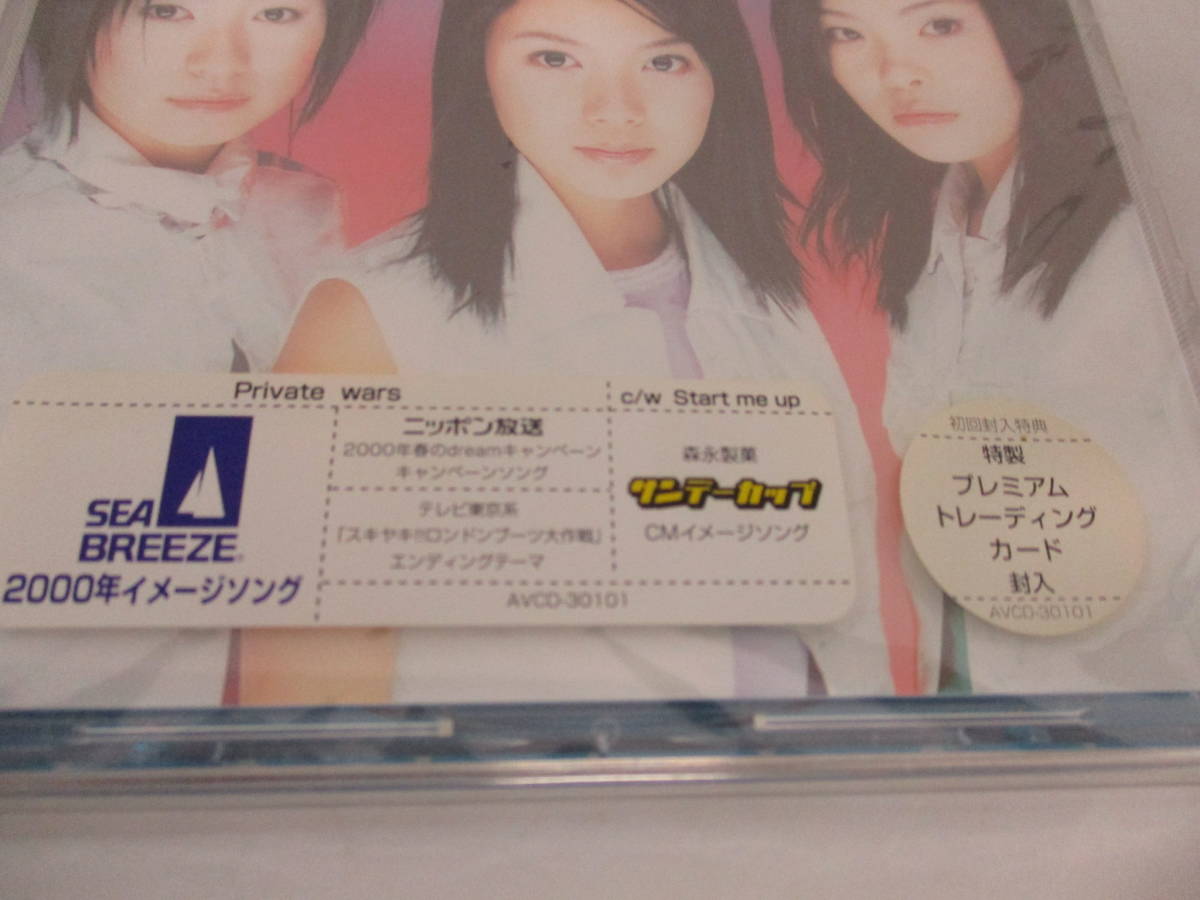 Private wars
SEA
BREEZE
2000年イメージソング
ニッポン放送
2000年春のdreamキャンペーン
キャンペーンソング
テレビ東京系
「スキヤキ!!ロンドンブーツ大作戦」
エンディングテーマ
c/w Start me up
森永製菓
サンデーカップ
CMイメージソング
AVCD-30101
初回封入特典
特製
プレミアム
トレーディング
カード
封入
AVCD-30101